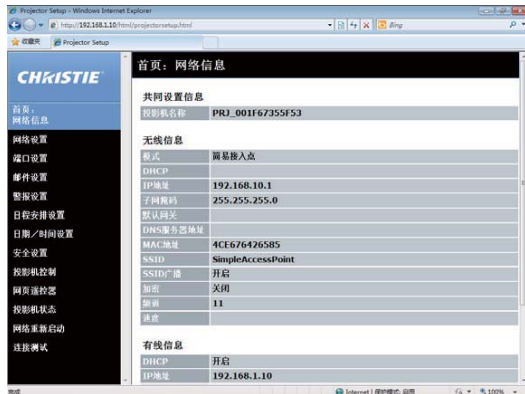 Projector Setup - Windows Internet Explorer
http://192.168.1.10/html/projectorsetup.html
Bing
收藏夹
Projector Setup
CHRISTIE
首页：网络信息
首页：
网络信息
网络设置
端口设置
邮件设置
警报设置
日程安排设置
日期／时间设置
安全设置
投影机控制
网页遥控器
投影机状态
网络重新启动
连接测试
共同设置信息
投影机名称 PRJ_001F67355F53
无线信息
模式 简易接入点
DHCP
IP地址 192.168.10.1
子网掩码 255.255.255.0
默认网关
DNS服务器地址
MAC地址 4CE676426585
SSID SimpleAccessPoint
SSID广播 开启
加密 关闭
频道 11
速度
有线信息
DHCP 开启
IP地址 192.168.1.10
完成
Internet | 保护模式: 启用
100%